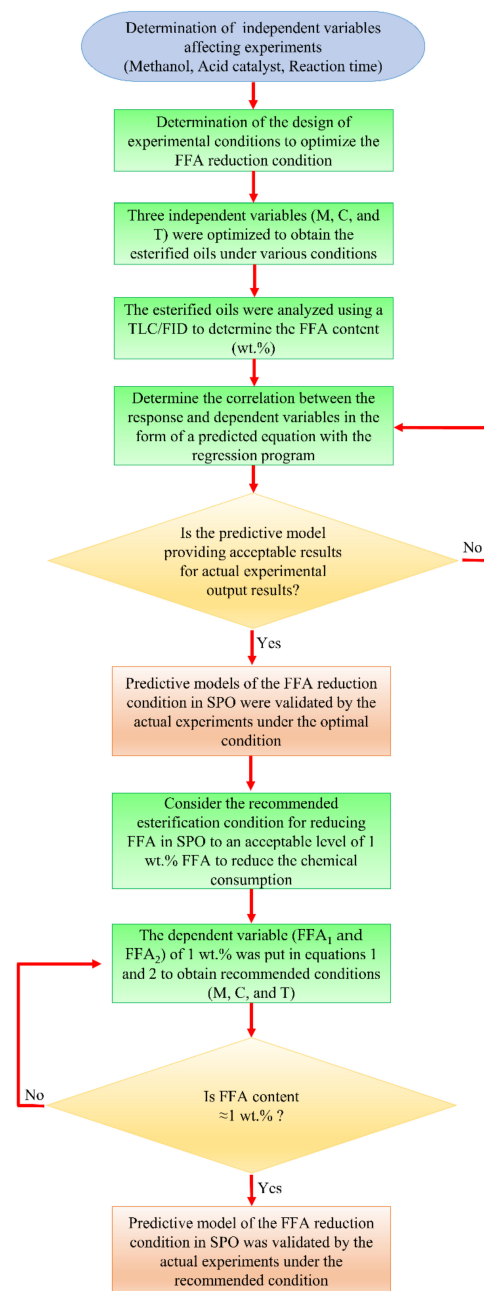 Determination of independent variables
affecting experiments
(Methanol, Acid catalyst, Reaction time)
Determination of the design of
experimental conditions to optimize the
FFA reduction condition
Three independent variables (M, C, and
T) were optimized to obtain the
esterified oils under various conditions
The esterified oils were analyzed using a
TLC/FID to determine the FFA content
(wt.%)
Determine the correlation between the
response and dependent variables in the
form of a predicted equation with the
regression program
Is the predictive model
providing acceptable results
for actual experimental
output results?
No
Yes
Predictive models of the FFA reduction
condition in SPO were validated by the
actual experiments under the optimal
condition
Consider the recommended
esterification condition for reducing
FFA in SPO to an acceptable level of 1
wt.% FFA to reduce the chemical
consumption
The dependent variable (FFA₁ and
FFA₂) of 1 wt.% was put in equations 1
and 2 to obtain recommended conditions
(M, C, and T)
Is FFA content
≈1 wt.% ?
No
Yes
Predictive model of the FFA reduction
condition in SPO was validated by the
actual experiments under the
recommended condition